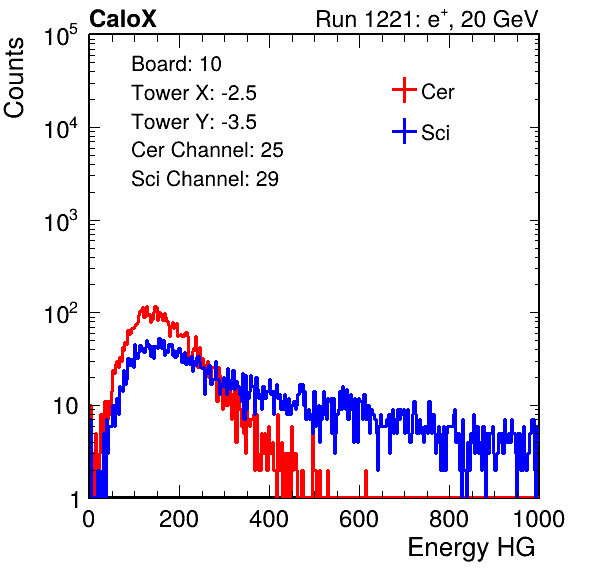 CaloX Run 1221: e⁺, 20 GeV
Counts
Board: 10
Tower X: -2.5
Tower Y: -3.5
Cer Channel: 25
Sci Channel: 29
Cer
Sci
10⁵
10⁴
10³
10²
10
1
0 200 400 600 800 1000
Energy HG